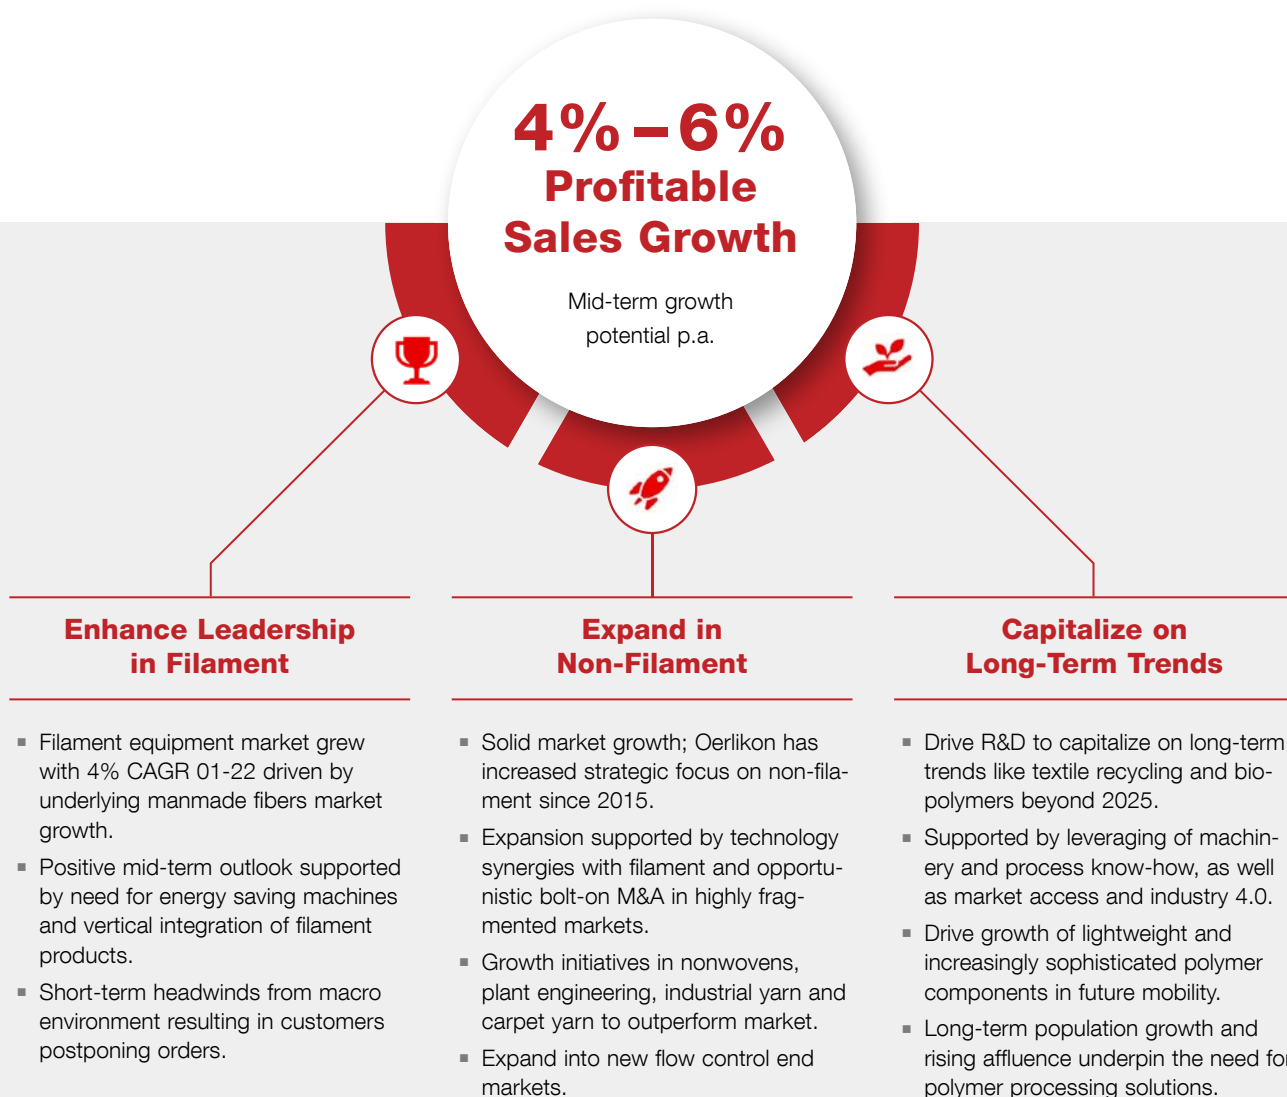 4% – 6%
Profitable
Sales Growth
Mid-term growth
potential p.a.
Enhance Leadership
in Filament
▪ Filament equipment market grew
with 4% CAGR 01-22 driven by
underlying manmade fibers market
growth.
▪ Positive mid-term outlook supported
by need for energy saving machines
and vertical integration of filament
products.
▪ Short-term headwinds from macro
environment resulting in customers
postponing orders.
Expand in
Non-Filament
▪ Solid market growth; Oerlikon has
increased strategic focus on non-fila-
ment since 2015.
▪ Expansion supported by technology
synergies with filament and opportu-
nistic bolt-on M&A in highly frag-
mented markets.
▪ Growth initiatives in nonwovens,
plant engineering, industrial yarn and
carpet yarn to outperform market.
▪ Expand into new flow control end
markets.
Capitalize on
Long-Term Trends
▪ Drive R&D to capitalize on long-term
trends like textile recycling and bio-
polymers beyond 2025.
▪ Supported by leveraging of machin-
ery and process know-how, as well
as market access and industry 4.0.
▪ Drive growth of lightweight and
increasingly sophisticated polymer
components in future mobility.
▪ Long-term population growth and
rising affluence underpin the need for
polymer processing solutions.